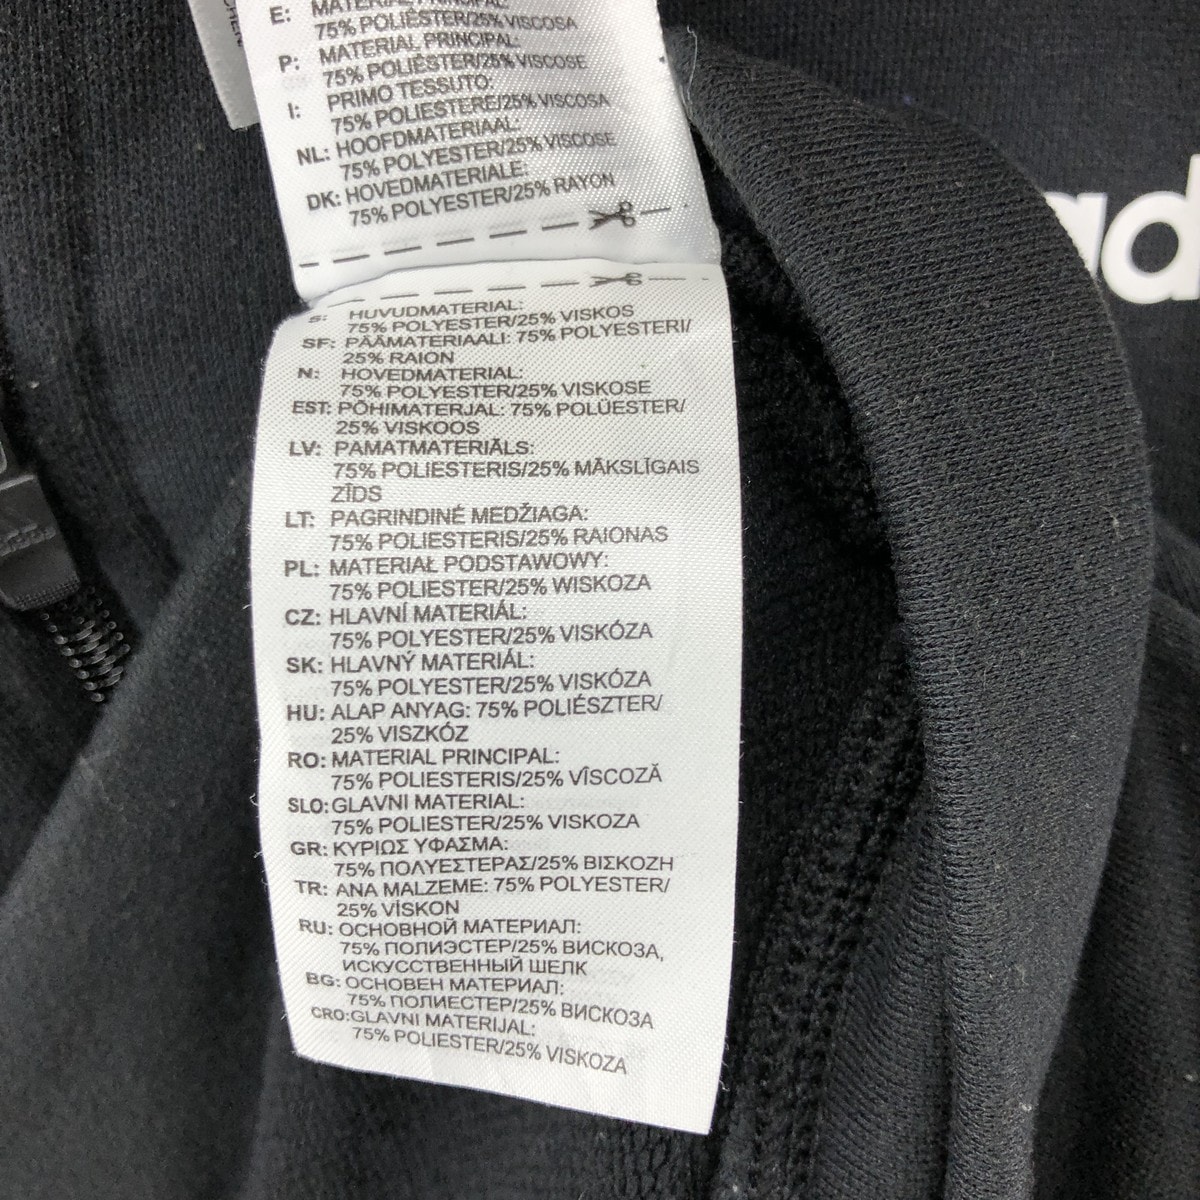 E: MATERIAL PRINCIPAL:
75% POLIÉSTER/25% VISCOSA
P: MATERIAL PRINCIPAL:
75% POLIÉSTER/25% VISCOSE
I: PRIMO TESSUTO:
75% POLIESTERE/25% VISCOSA
NL: HOOFDMATERIAAL:
75% POLYESTER/25% VISCOSE
DK: HOVEDMATERIALE:
75% POLYESTER/25% RAYON
S: HUVUDMATERIAL:
75% POLYESTER/25% VISKOS
SF: PÄÄMATERIAALI: 75% POLYESTERI/
25% RAION
N: HOVEDMATERIAL:
75% POLYESTER/25% VISKOSE
EST: PÕHIMATERJAL: 75% POLÜESTER/
25% VISKOOS
LV: PAMATMATERIĀLS:
75% POLIESTERIS/25% MĀKSLĪGAIS
ZĪDS
LT: PAGRINDINĖ MEDŽIAGA:
75% POLIESTERIS/25% RAIONAS
PL: MATERIAŁ PODSTAWOWY:
75% POLIESTER/25% WISKOZA
CZ: HLAVNÍ MATERIÁL:
75% POLYESTER/25% VISKÓZA
SK: HLAVNÝ MATERIÁL:
75% POLYESTER/25% VISKÓZA
HU: ALAP ANYAG: 75% POLIÉSZTER/
25% VISZKÓZ
RO: MATERIAL PRINCIPAL:
75% POLIESTERIS/25% VÎSCOZĂ
SLO: GLAVNI MATERIAL:
75% POLIESTER/25% VISKOZA
GR: ΚΥΡΙΩΣ ΥΦΑΣΜΑ:
75% ΠΟΛΥΕΣΤΕΡΑΣ/25% ΒΙΣΚΟΖΗ
TR: ANA MALZEME: 75% POLYESTER/
25% VİSKON
RU: ОСНОВНОЙ МАТЕРИАЛ:
75% ПОЛИЭСТЕР/25% ВИСКОЗА,
ИСКУССТВЕННЫЙ ШЕЛК
BG: ОСНОВЕН МАТЕРИАЛ:
75% ПОЛИЕСТЕР/25% ВИСКОЗА
CRO: GLAVNI MATERIJAL:
75% POLIESTER/25% VISKOZA
ad
adidas